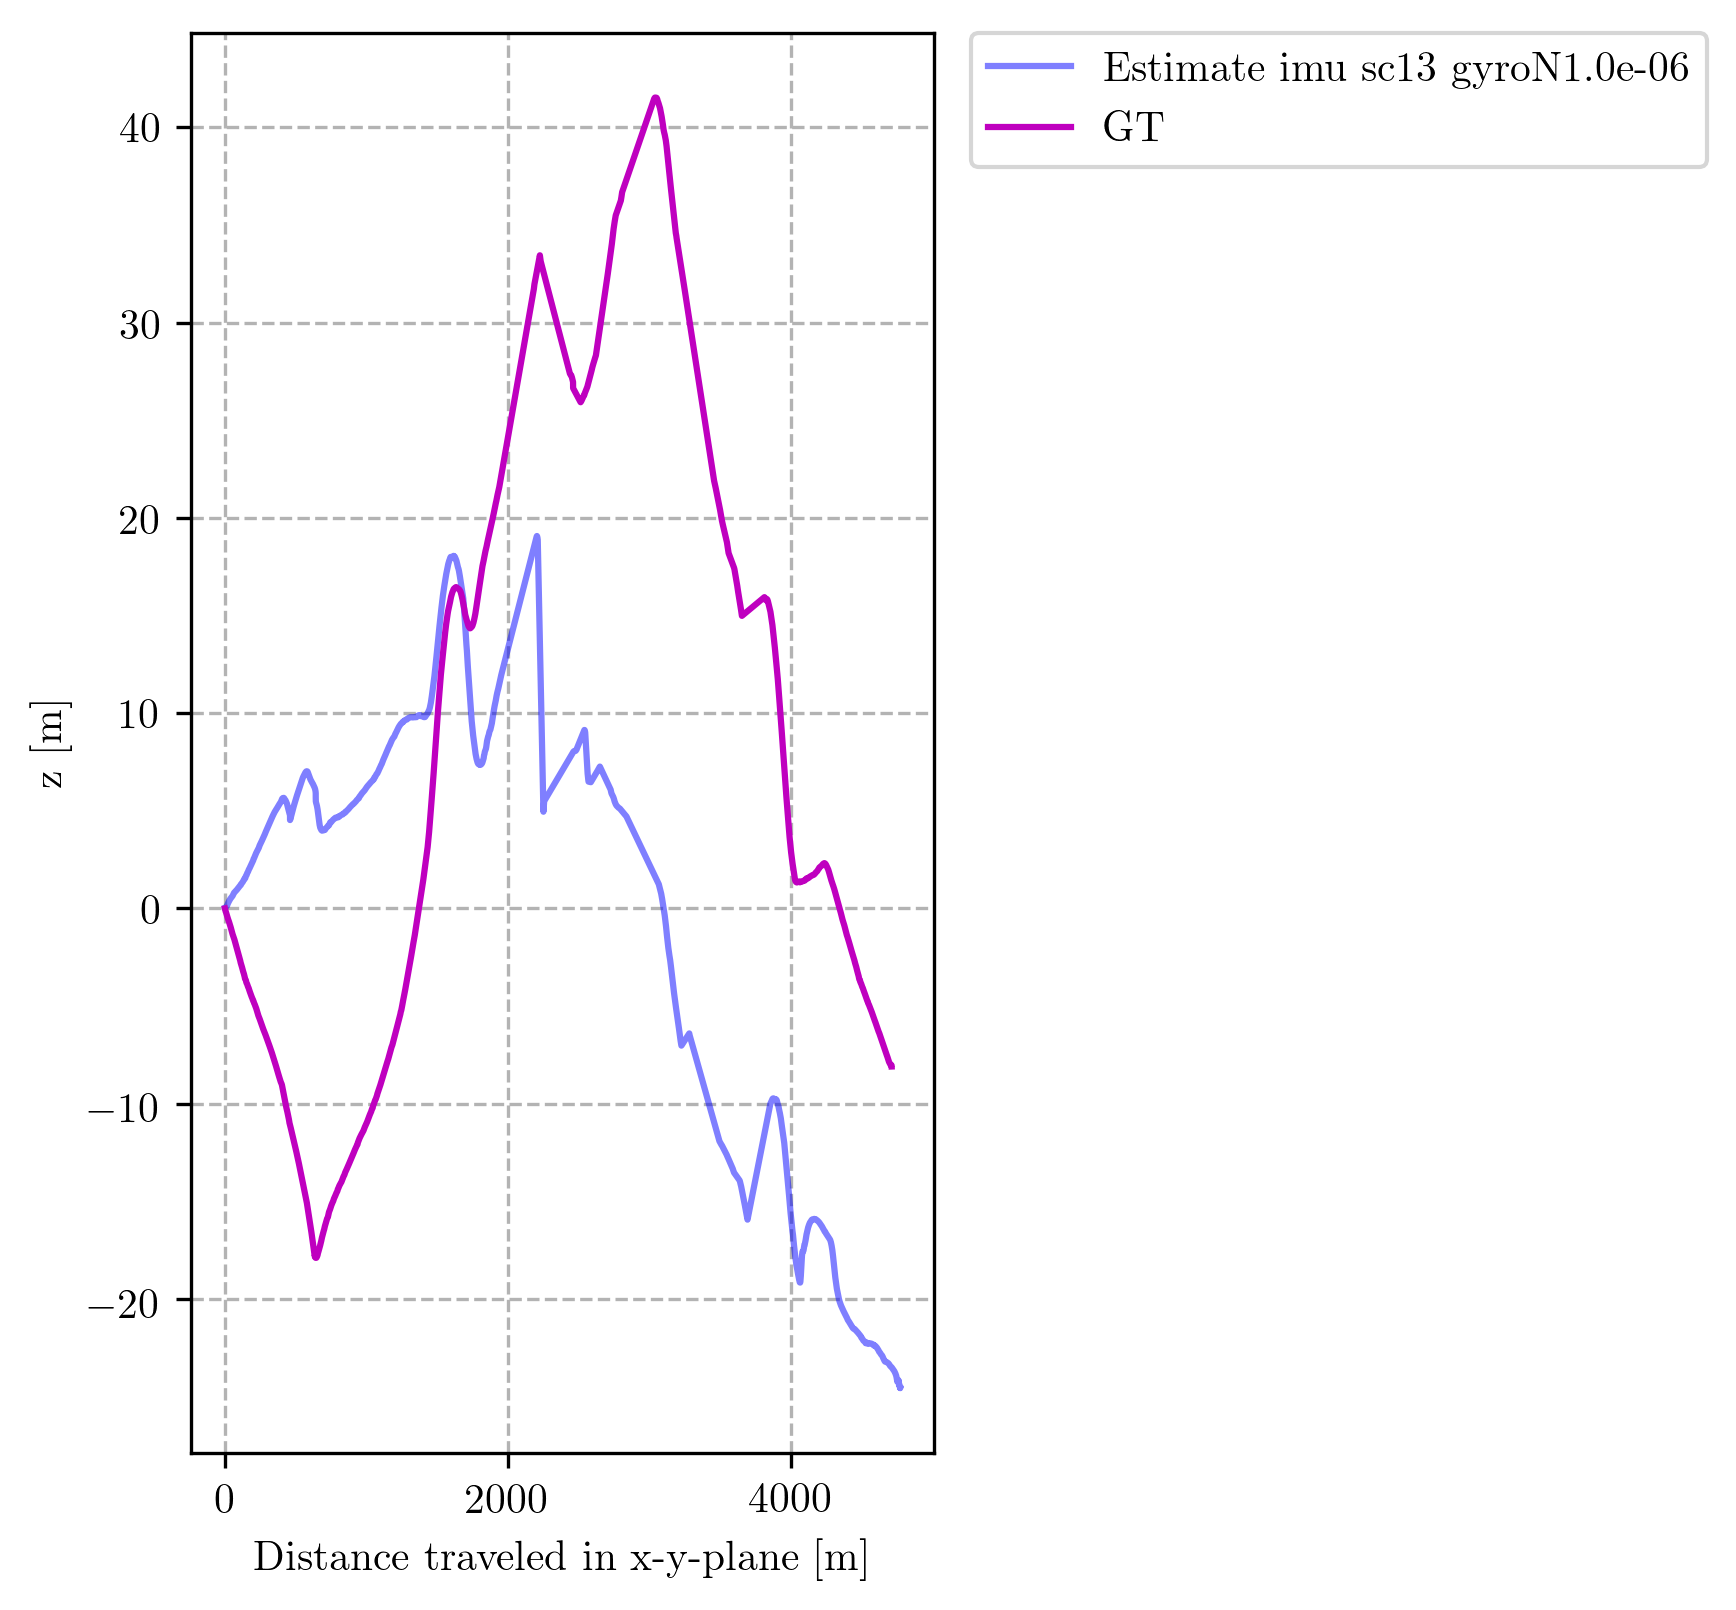 Estimate imu sc13 gyroN1.0e-06
GT
40
30
20
10
0
−10
−20
z [m]
0 2000 4000
Distance traveled in x-y-plane [m]